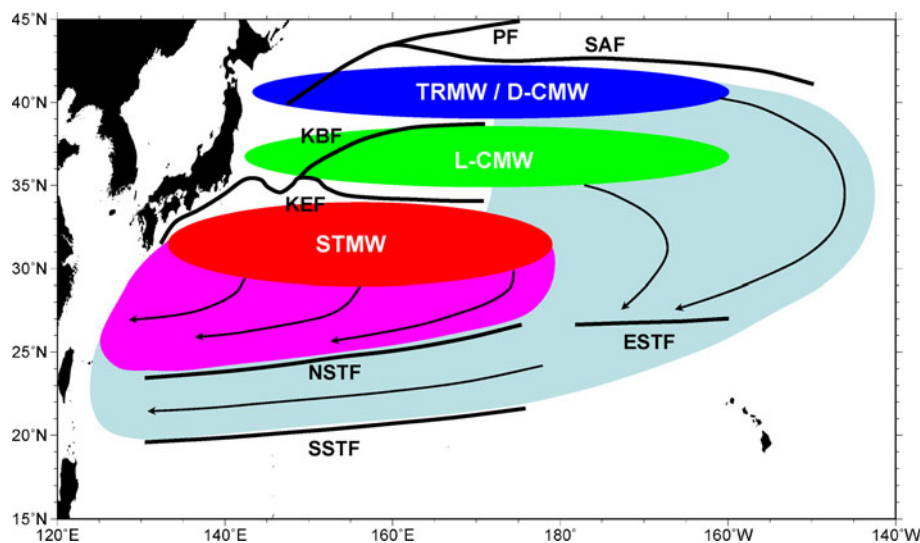 45°N
PF
SAF
40°N
TRMW / D-CMW
KBF
L-CMW
35°N
KEF
STMW
30°N
25°N
NSTF
ESTF
20°N
SSTF
15°N
120°E
140°E
160°E
180°
160°W
140°W